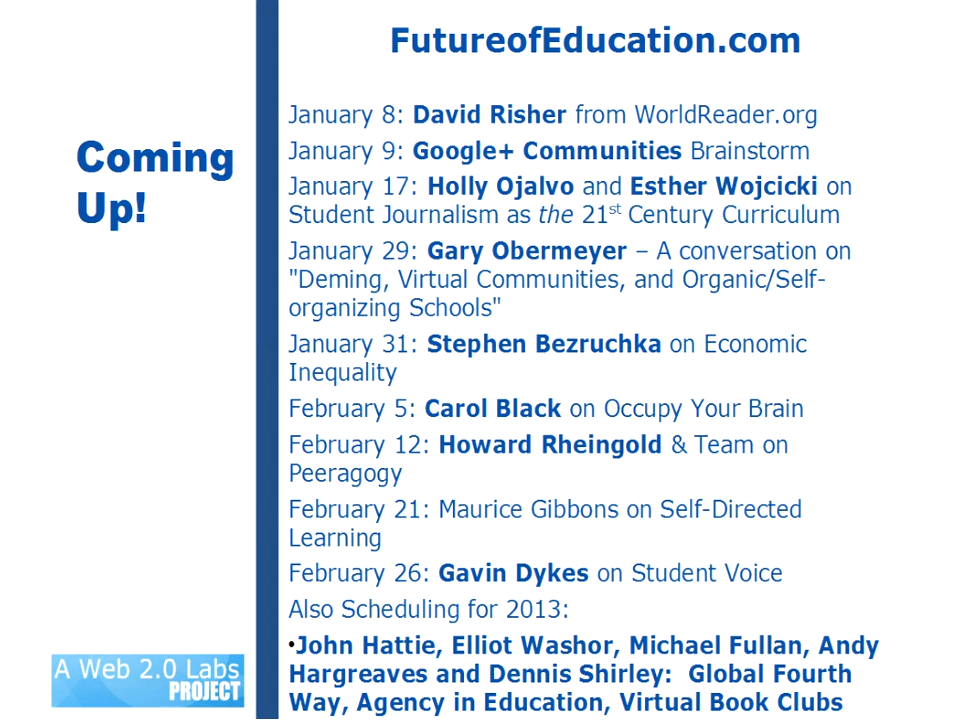 FutureofEducation.com
Coming
Up!
January 8: David Risher from WorldReader.org
January 9: Google+ Communities Brainstorm
January 17: Holly Ojalvo and Esther Wojcicki on
Student Journalism as the 21st Century Curriculum
January 29: Gary Obermeyer – A conversation on
"Deming, Virtual Communities, and Organic/Self-
organizing Schools"
January 31: Stephen Bezruchka on Economic
Inequality
February 5: Carol Black on Occupy Your Brain
February 12: Howard Rheingold & Team on
Peeragogy
February 21: Maurice Gibbons on Self-Directed
Learning
February 26: Gavin Dykes on Student Voice
Also Scheduling for 2013:
•John Hattie, Elliot Washor, Michael Fullan, Andy
Hargreaves and Dennis Shirley:  Global Fourth
Way, Agency in Education, Virtual Book Clubs
A Web 2.0 Labs
PROJECT